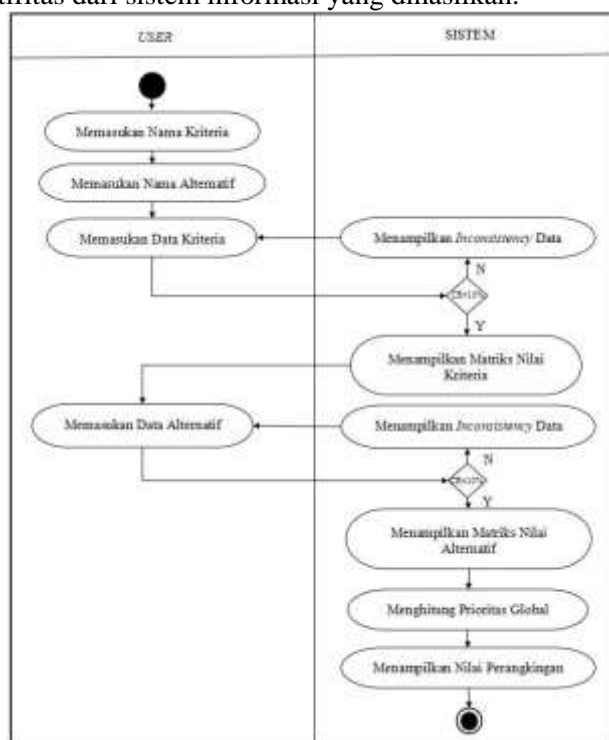 dari sistem informasi yang dihasilkan.
USER
SISTEM
Memasukan Nama Kriteria
Memasukan Nama Alternatif
Memasukan Data Kriteria
Menampilkan Inconsistency Data
N
Y
Menampilkan Matriks Nilai
Kriteria
Memasukan Data Alternatif
Menampilkan Inconsistency Data
N
Y
Menampilkan Matriks Nilai
Alternatif
Menghitung Prioritas Global
Menampilkan Nilai Perangkingan